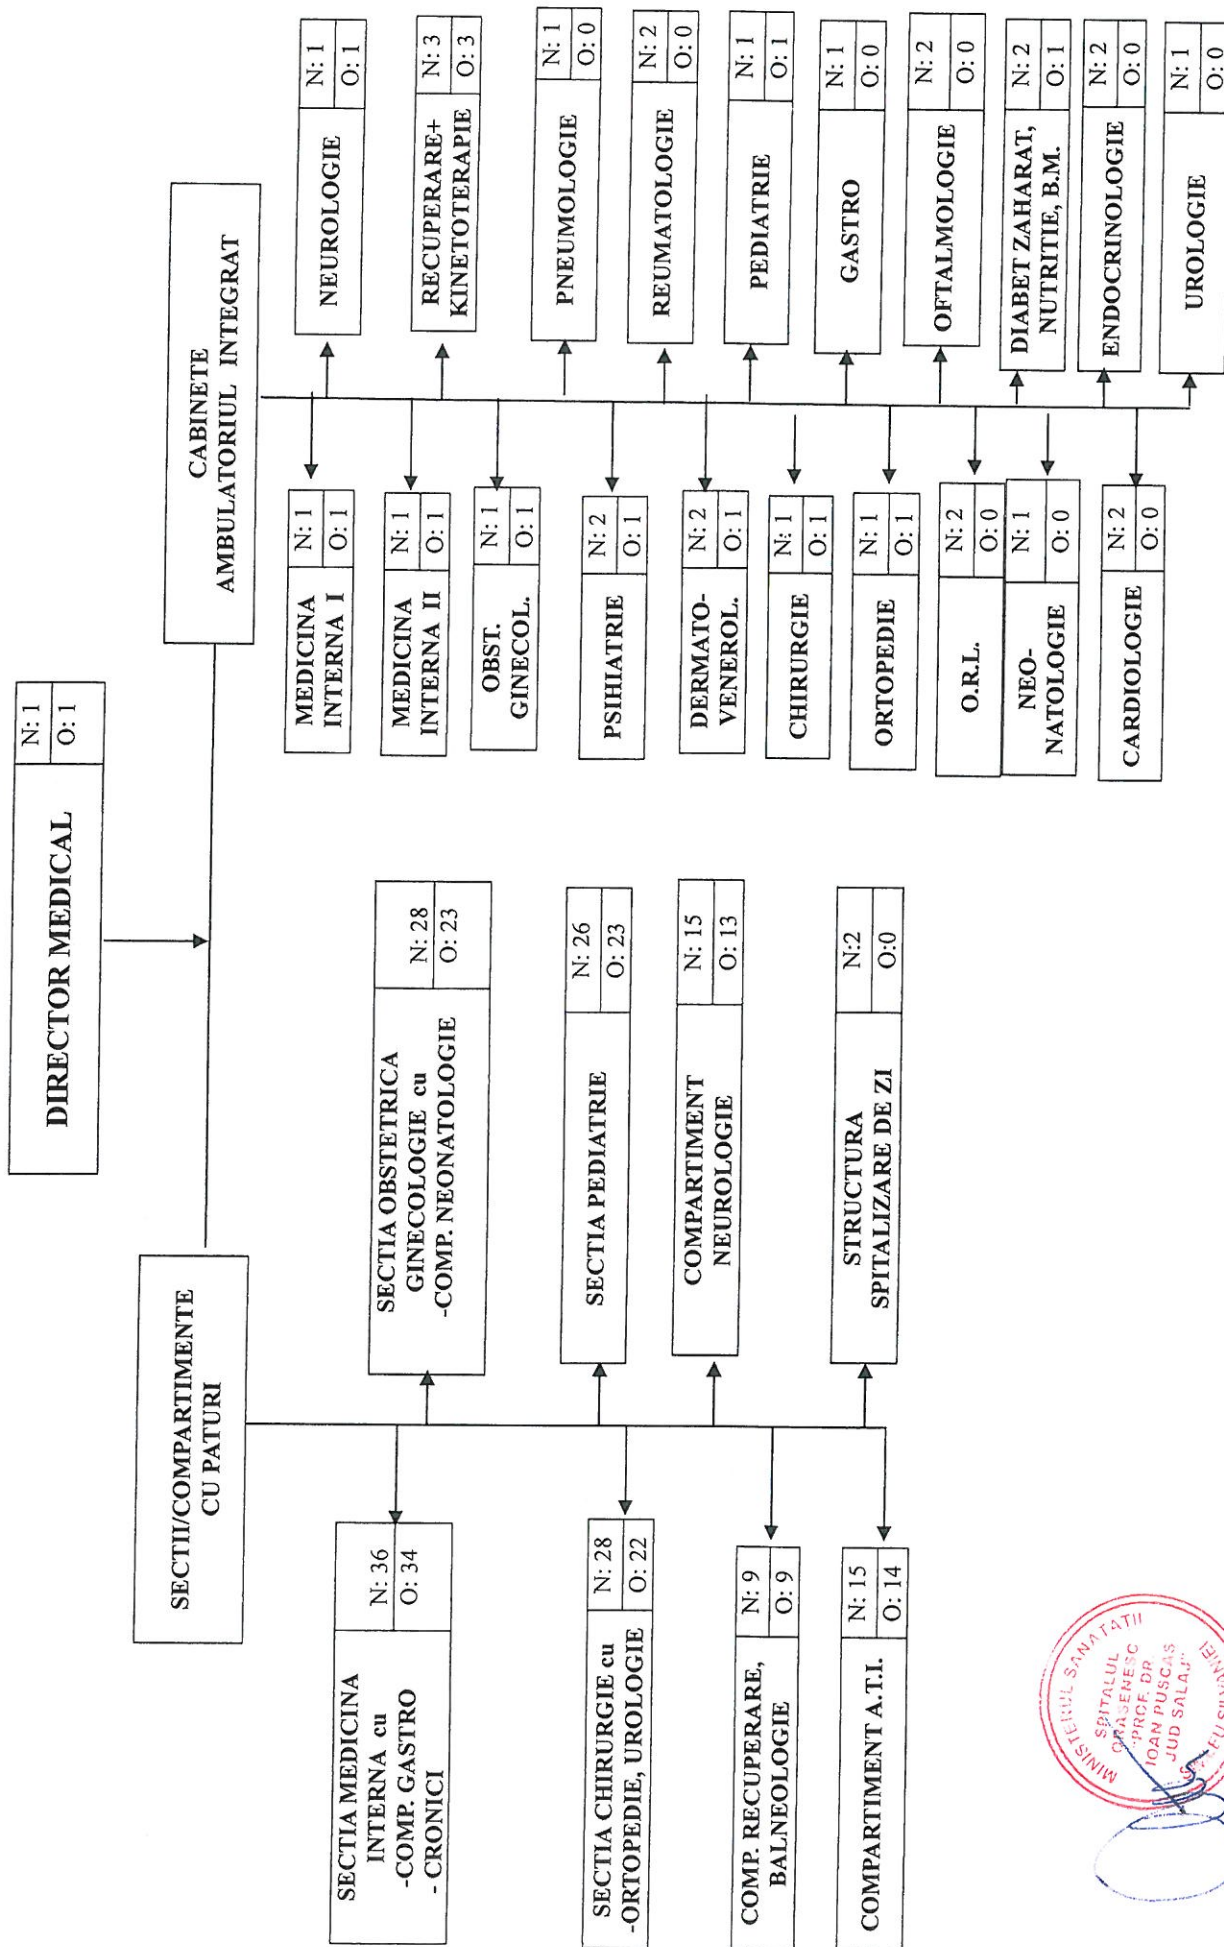 DIRECTOR MEDICAL
N: 1
O: 1
SECTII/COMPARTIMENTE
CU PATURI
CABINETE
AMBULATORIUL INTEGRAT
SECTIA MEDICINA
INTERNA cu
-COMP. GASTRO
- CRONICI
N: 36
O: 34
SECTIA OBSTETRICA
GINECOLOGIE cu
-COMP. NEONATOLOGIE
N: 28
O: 23
SECTIA CHIRURGIE cu
-ORTOPEDIE, UROLOGIE
N: 28
O: 22
SECTIA PEDIATRIE
N: 26
O: 23
COMP. RECUPERARE,
BALNEOLOGIE
N: 9
O: 9
COMPARTIMENT
NEUROLOGIE
N: 15
O: 13
COMPARTIMENT A.T.I.
N: 15
O: 14
STRUCTURA
SPITALIZARE DE ZI
N:2
O:0
MEDICINA
INTERNA I
N: 1
O: 1
NEUROLOGIE
N: 1
O: 1
MEDICINA
INTERNA II
N: 1
O: 1
RECUPERARE+
KINETOTERAPIE
N: 3
O: 3
OBST.
GINECOL.
N: 1
O: 1
PNEUMOLOGIE
N: 1
O: 0
PSIHIATRIE
N: 2
O: 1
REUMATOLOGIE
N: 2
O: 0
DERMATO-
VENEROL.
N: 2
O: 1
PEDIATRIE
N: 1
O: 1
CHIRURGIE
N: 1
O: 1
GASTRO
N: 1
O: 0
ORTOPEDIE
N: 1
O: 1
OFTALMOLOGIE
N: 2
O: 0
O.R.L.
N: 2
O: 0
DIABET ZAHARAT,
NUTRITIE, B.M.
N: 2
O: 1
NEO-
NATOLOGIE
N: 1
O: 0
ENDOCRINOLOGIE
N: 2
O: 0
CARDIOLOGIE
N: 2
O: 0
UROLOGIE
N: 1
O: 0
MINISTERUL SANATATII
SPITALUL
ORASENESC
"PROF. DR.
IOAN PUSCAS
JUD SALAJ"
SILVANIEI